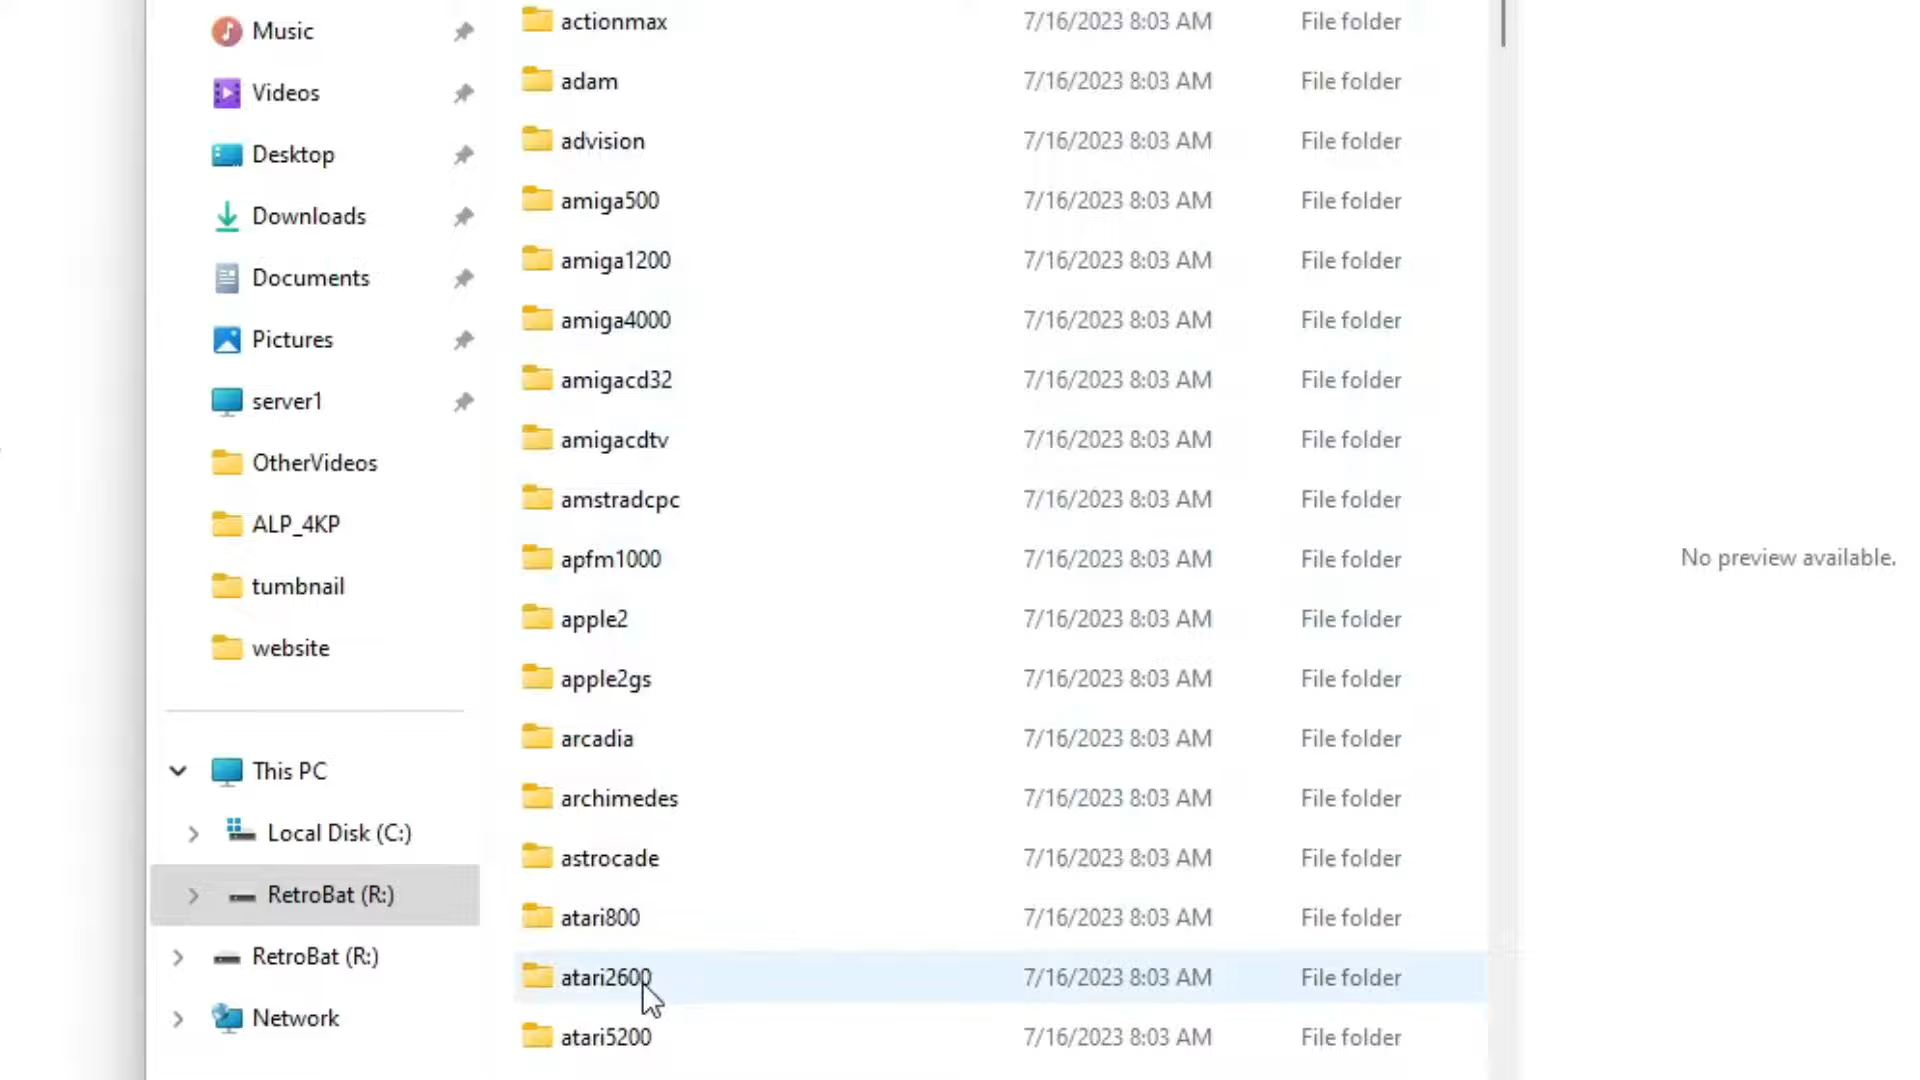 Music
Videos
Desktop
Downloads
Documents
Pictures
server1
OtherVideos
ALP_4KP
tumbnail
website
This PC
Local Disk (C:)
RetroBat (R:)
RetroBat (R:)
Network
actionmax 7/16/2023 8:03 AM File folder
adam 7/16/2023 8:03 AM File folder
advision 7/16/2023 8:03 AM File folder
amiga500 7/16/2023 8:03 AM File folder
amiga1200 7/16/2023 8:03 AM File folder
amiga4000 7/16/2023 8:03 AM File folder
amigacd32 7/16/2023 8:03 AM File folder
amigacdtv 7/16/2023 8:03 AM File folder
amstradcpc 7/16/2023 8:03 AM File folder
apfm1000 7/16/2023 8:03 AM File folder
apple2 7/16/2023 8:03 AM File folder
apple2gs 7/16/2023 8:03 AM File folder
arcadia 7/16/2023 8:03 AM File folder
archimedes 7/16/2023 8:03 AM File folder
astrocade 7/16/2023 8:03 AM File folder
atari800 7/16/2023 8:03 AM File folder
atari2600 7/16/2023 8:03 AM File folder
atari5200 7/16/2023 8:03 AM File folder
No preview available.